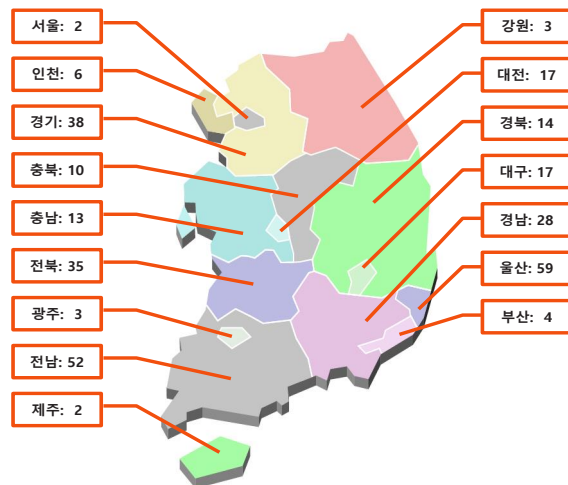 서울: 2
인천: 6
경기: 38
충북: 10
충남: 13
전북: 35
광주: 3
전남: 52
제주: 2
강원: 3
대전: 17
경북: 14
대구: 17
경남: 28
울산: 59
부산: 4